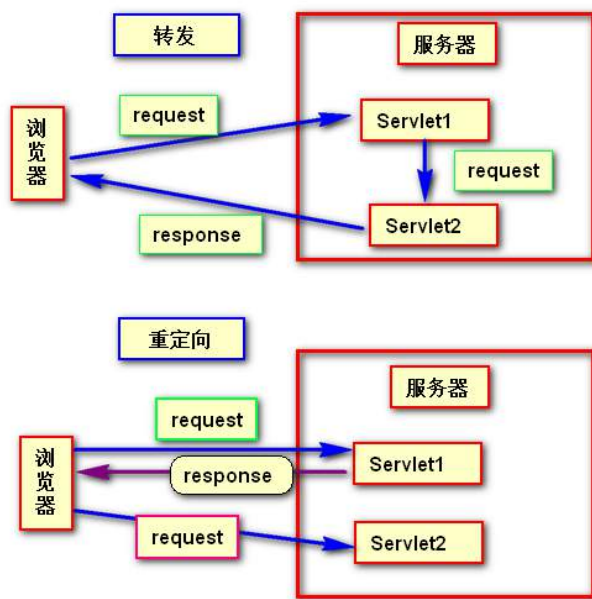 转发
服务器
浏览器
request
Servlet1
request
response
Servlet2
重定向
服务器
request
浏览器
Servlet1
response
request
Servlet2